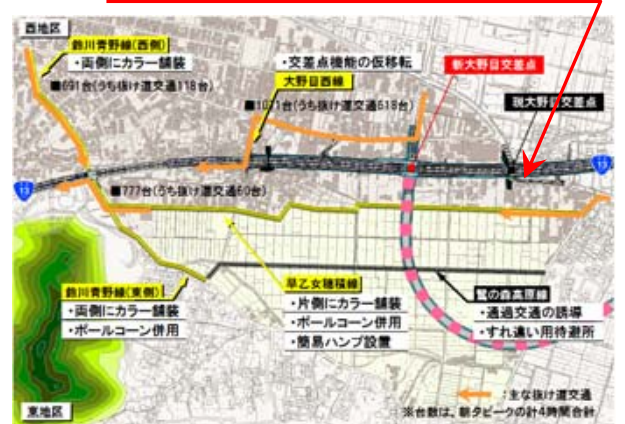 西地区
鈴川青野線(西側)
・両側にカラー舗装
■691台(うち抜け道交通118台)
・交差点機能の仮移転
大野目西線
■1071台(うち抜け道交通618台)
新大野目交差点
現大野目交差点
13
13
■777台(うち抜け道交通60台)
鈴川青野線(東側)
・両側にカラー舗装
・ポールコーン併用
早乙女穂積線
・片側にカラー舗装
・ポールコーン併用
・簡易ハンプ設置
鷺の森高原線
・通過交通の誘導
・すれ違い用待避所
:主な抜け道交通
※台数は、朝夕ピークの計4時間合計
東地区